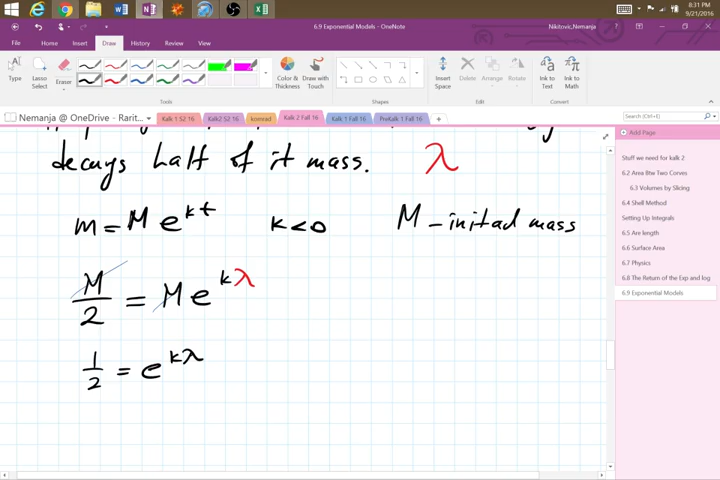 8:31 PM
9/21/2016
6.9 Exponential Models - OneNote
Nikitovic,Nemanja
File Home Insert Draw History Review View
Type
Lasso Select
Eraser
Color & Thickness
Draw with Touch
Insert Space
Delete
Arrange
Rotate
Ink to Text
Ink to Math
Tools
Shapes
Edit
Convert
Nemanja @ OneDrive - Rarit...
Kalk 1 S2 16
Kalk2 S2 16
konrad
Kalk 2 Fall 16
Kalk 1 Fall 16
PreKalk 1 Fall 16
Search (Ctrl+E)
Add Page
Stuff we need for kalk 2
6.2 Area Btw Two Corves
6.3 Volumes by Slicing
6.4 Shell Method
Setting Up Integrals
6.5 Are length
6.6 Surface Area
6.7 Physics
6.8 The Return of the Exp and log
6.9 Exponential Models
decays half of it mass. λ
m = M e^{kt} k<0 M - initad mass
M/2 = M e^{kλ}
1/2 = e^{kλ}